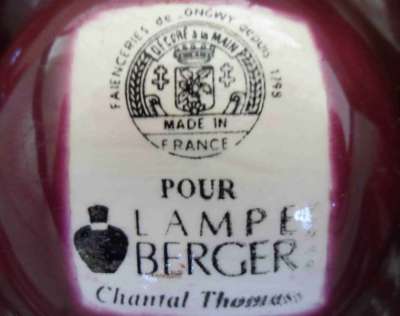 FAIENCERIES de LONGWY depuis 1798
DÉCORÉ à la MAIN
MADE IN
FRANCE
POUR
LAMPE
BERGER
Chantal Thomass